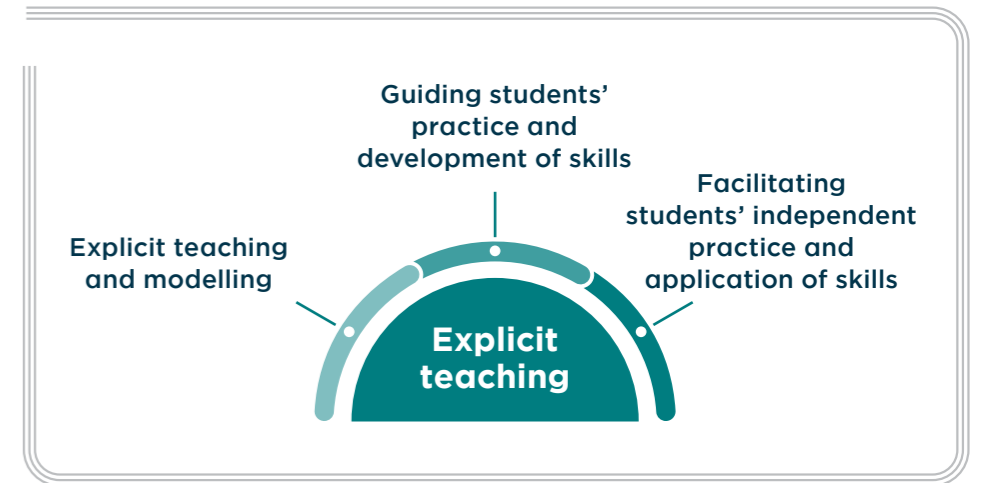 Guiding students’
practice and
development of skills
Facilitating
students’ independent
practice and
application of skills
Explicit teaching
and modelling
Explicit
teaching